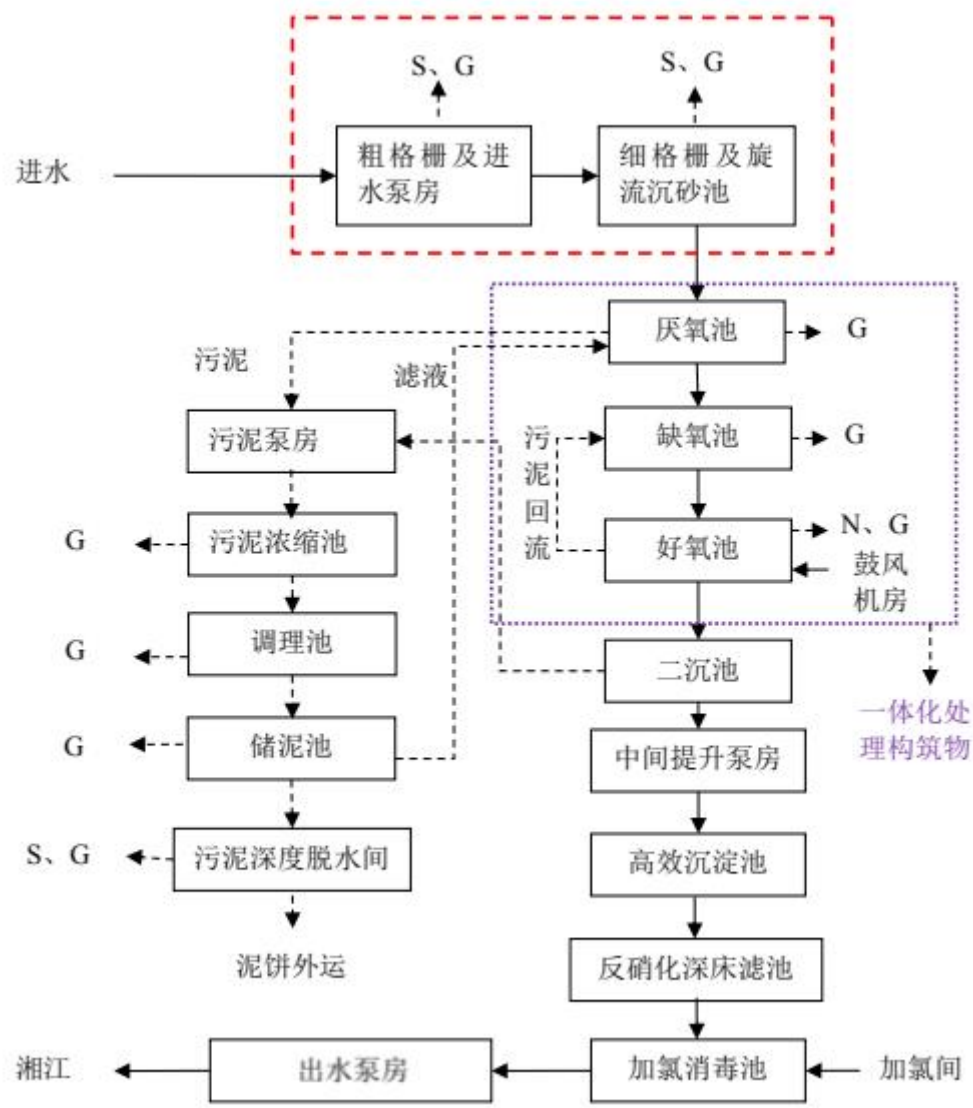 S、G
S、G
进水
粗格栅及进
水泵房
细格栅及旋
流沉砂池
厌氧池
G
污泥
滤液
污泥泵房
污
泥
回
流
缺氧池
G
G
污泥浓缩池
好氧池
N、G
鼓风
机房
G
调理池
二沉池
一体化处
理构筑物
G
储泥池
中间提升泵房
S、G
污泥深度脱水间
高效沉淀池
泥饼外运
反硝化深床滤池
湘江
出水泵房
加氯消毒池
加氯间